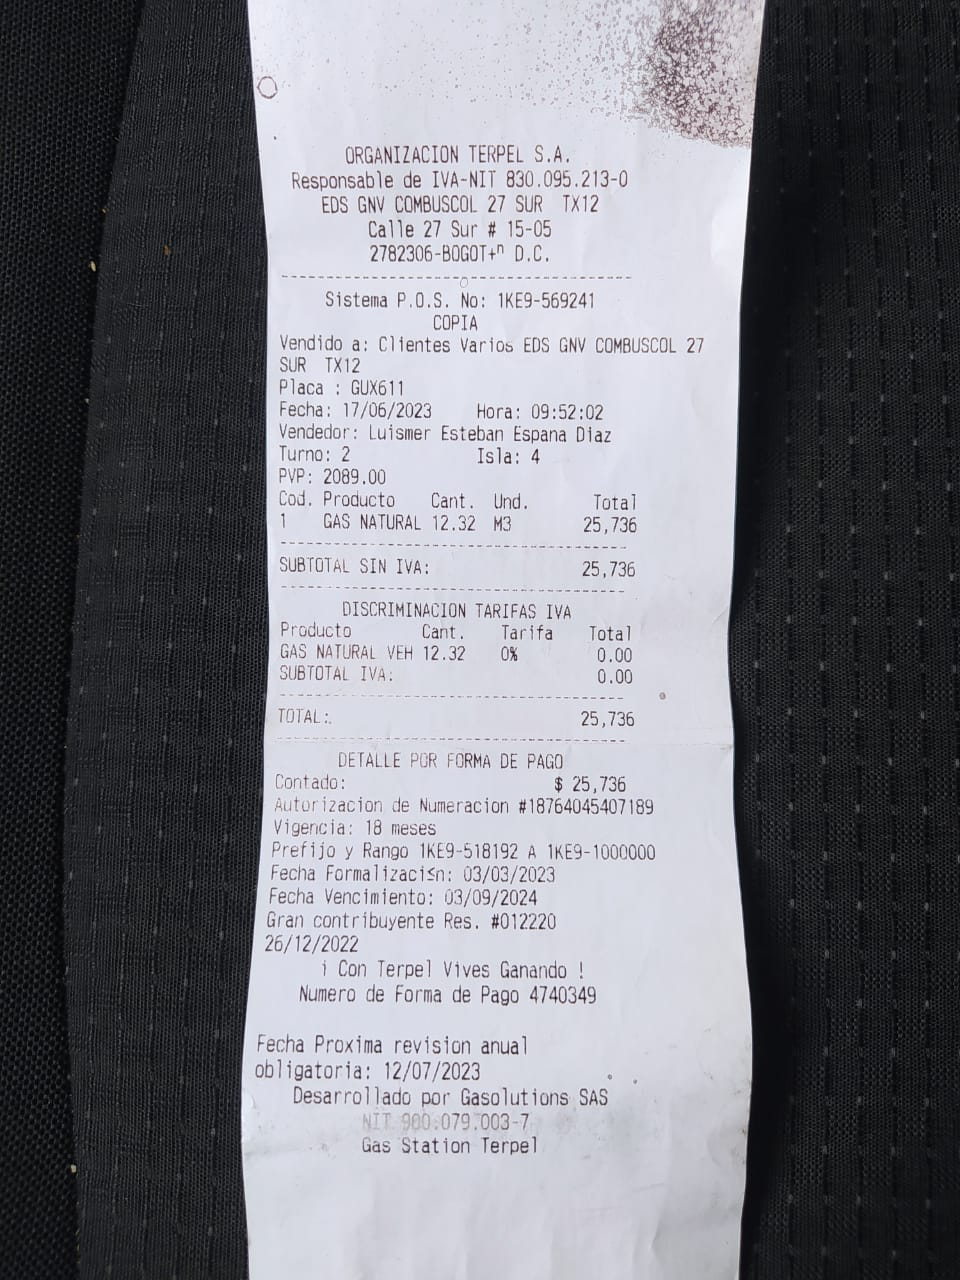 ORGANIZACION TERPEL S.A.
Responsable de IVA-NIT 830.095.213-0
EDS GNV COMBUSCOL 27 SUR TX12
Calle 27 Sur # 15-05
2782306-BOGOT+ⁿ D.C.
Sistema P.O.S. No: 1KE9-569241
COPIA
Vendido a: Clientes Varios EDS GNV COMBUSCOL 27
SUR TX12
Placa : GUX611
Fecha: 17/06/2023 Hora: 09:52:02
Vendedor: Luismer Esteban Espana Diaz
Turno: 2 Isla: 4
PVP: 2089.00
Cod. Producto Cant. Und. Total
1 GAS NATURAL 12.32 M3 25,736
SUBTOTAL SIN IVA: 25,736
DISCRIMINACION TARIFAS IVA
Producto Cant. Tarifa Total
GAS NATURAL VEH 12.32 0% 0.00
SUBTOTAL IVA: 0.00
TOTAL: 25,736
DETALLE POR FORMA DE PAGO
Contado: $ 25,736
Autorizacion de Numeracion #18764045407189
Vigencia: 18 meses
Prefijo y Rango 1KE9-518192 A 1KE9-1000000
Fecha Formalizaci≤n: 03/03/2023
Fecha Vencimiento: 03/09/2024
Gran contribuyente Res. #012220
26/12/2022
¡ Con Terpel Vives Ganando !
Numero de Forma de Pago 4740349
Fecha Proxima revision anual
obligatoria: 12/07/2023
Desarrollado por Gasolutions SAS
NIT 900.079.003-7
Gas Station Terpel